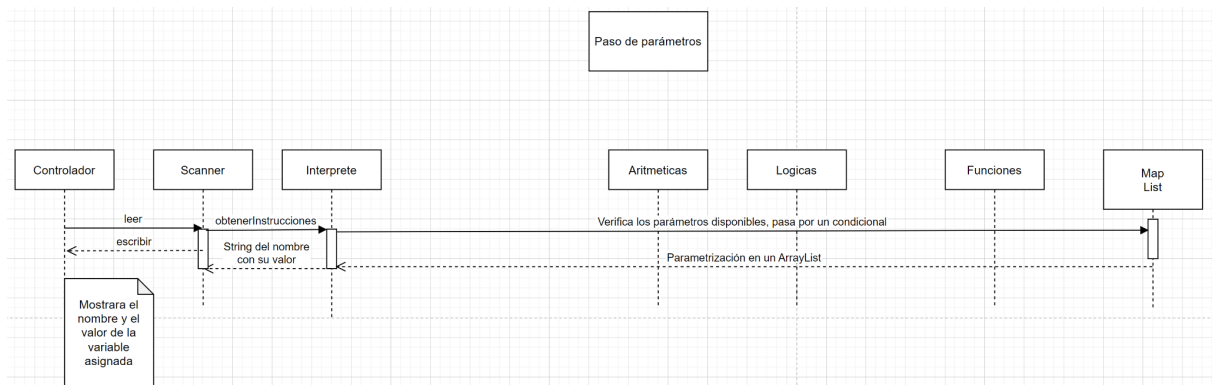 Paso de parámetros
Controlador
Scanner
Interprete
Aritmeticas
Logicas
Funciones
Map
List
leer
obtenerInstrucciones
Verifica los parámetros disponibles, pasa por un condicional
escribir
String del nombre
con su valor
Parametrización en un ArrayList
Mostrara el
nombre y el
valor de la
variable
asignada